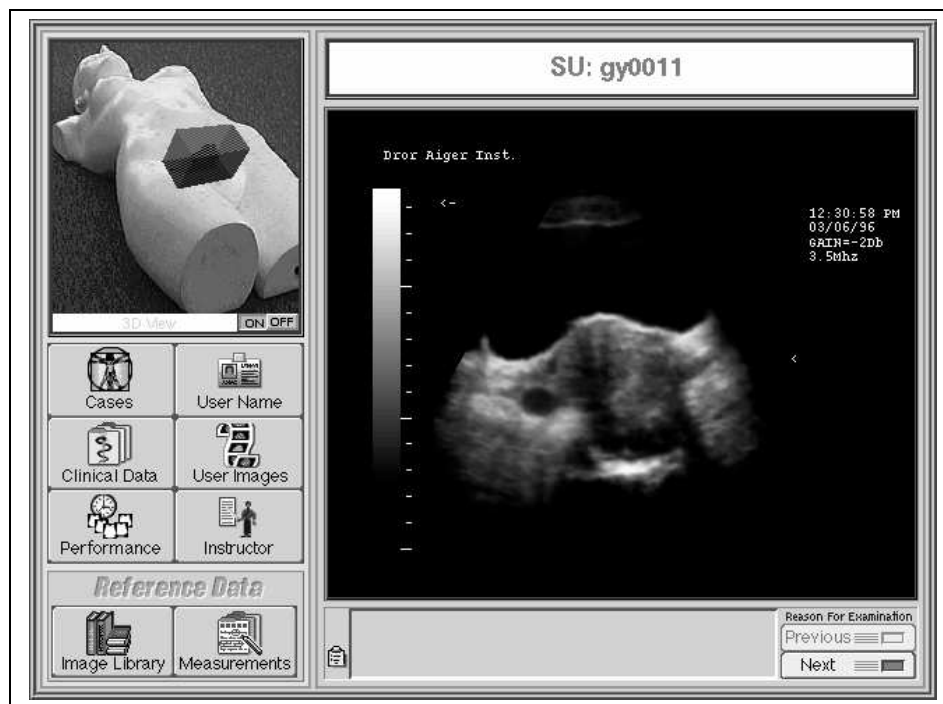 SU: gy0011
Dror Aiger Inst.
<-
12:30:58 PM
03/06/96
GAIN=-2Db
3.5Mhz
<
3D View
ON OFF
Cases
User Name
Clinical Data
User Images
Performance
Instructor
Reference Data
Image Library
Measurements
Reason For Examination
Previous
Next